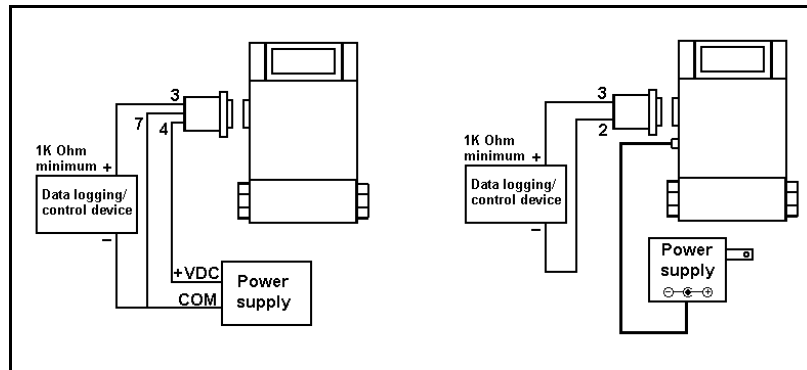 3
7
4
1K Ohm
minimum +
Data logging/
control device
–
+VDC
COM
Power
supply
3
2
1K Ohm
minimum +
Data logging/
control device
–
Power
supply